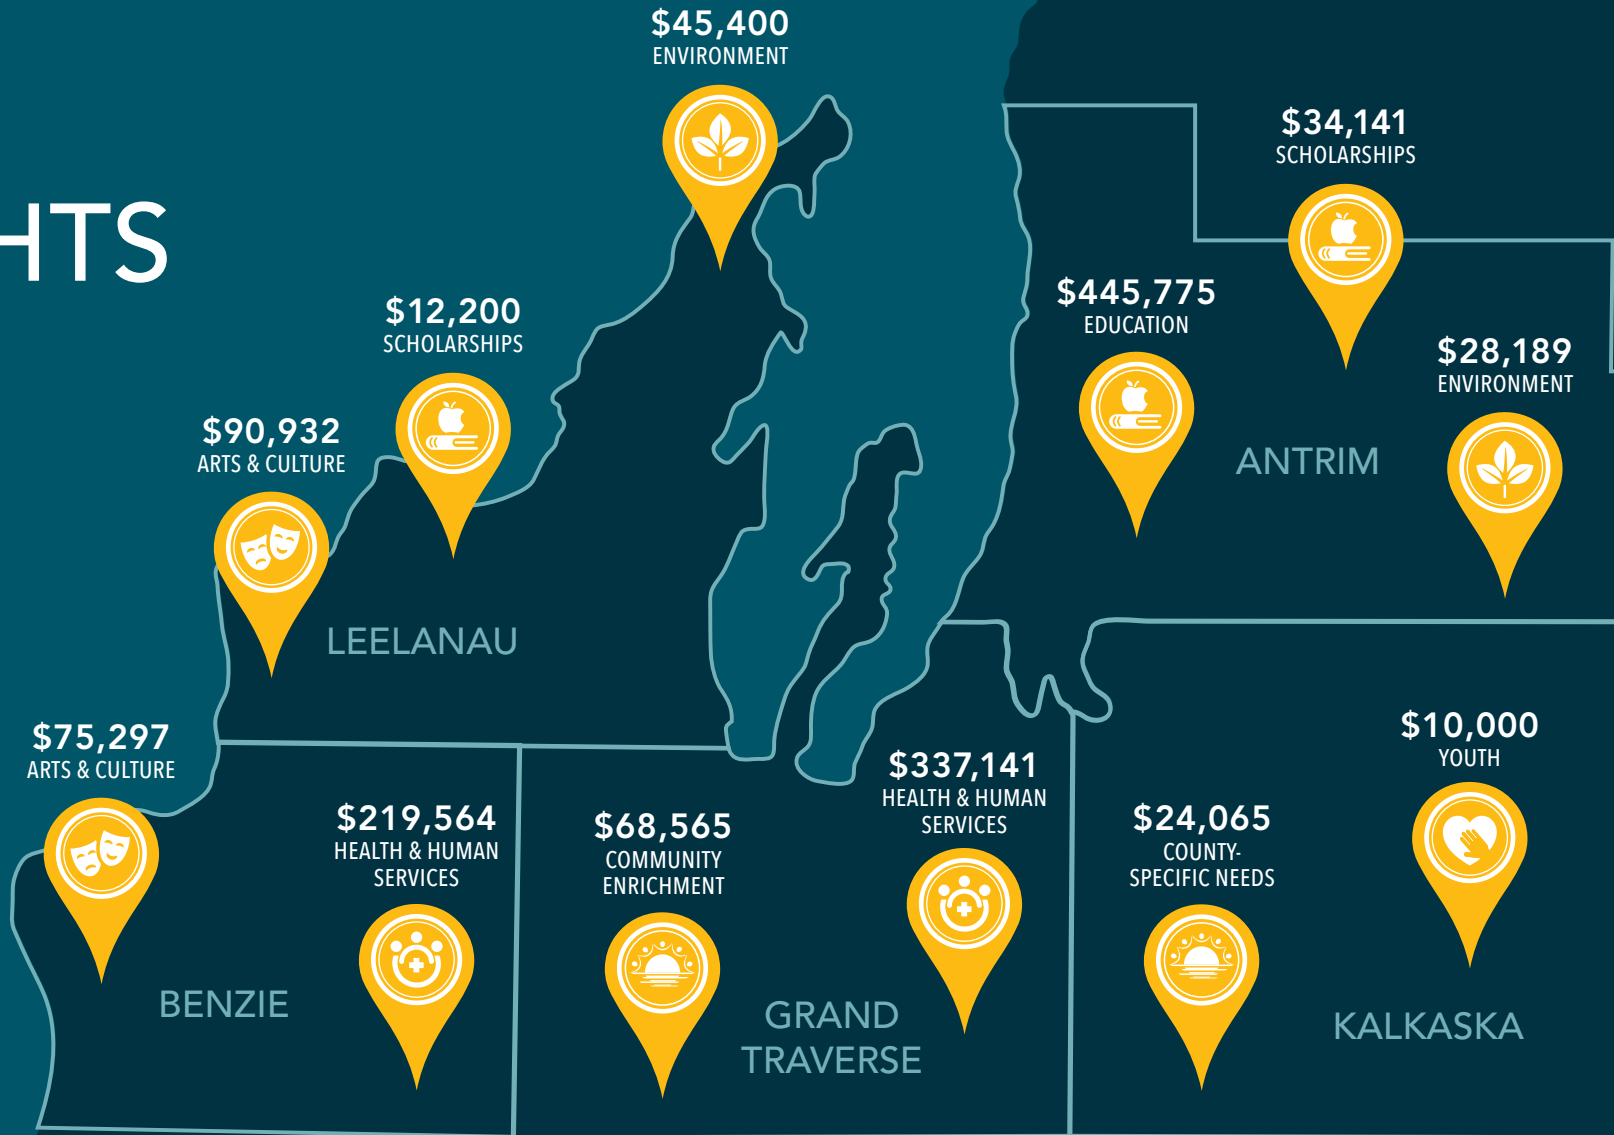 HTS
$45,400
ENVIRONMENT
$12,200
SCHOLARSHIPS
$90,932
ARTS & CULTURE
LEELANAU
$34,141
SCHOLARSHIPS
$445,775
EDUCATION
$28,189
ENVIRONMENT
ANTRIM
$75,297
ARTS & CULTURE
$219,564
HEALTH & HUMAN
SERVICES
BENZIE
$68,565
COMMUNITY
ENRICHMENT
$337,141
HEALTH & HUMAN
SERVICES
GRAND
TRAVERSE
$24,065
COUNTY-
SPECIFIC NEEDS
$10,000
YOUTH
KALKASKA